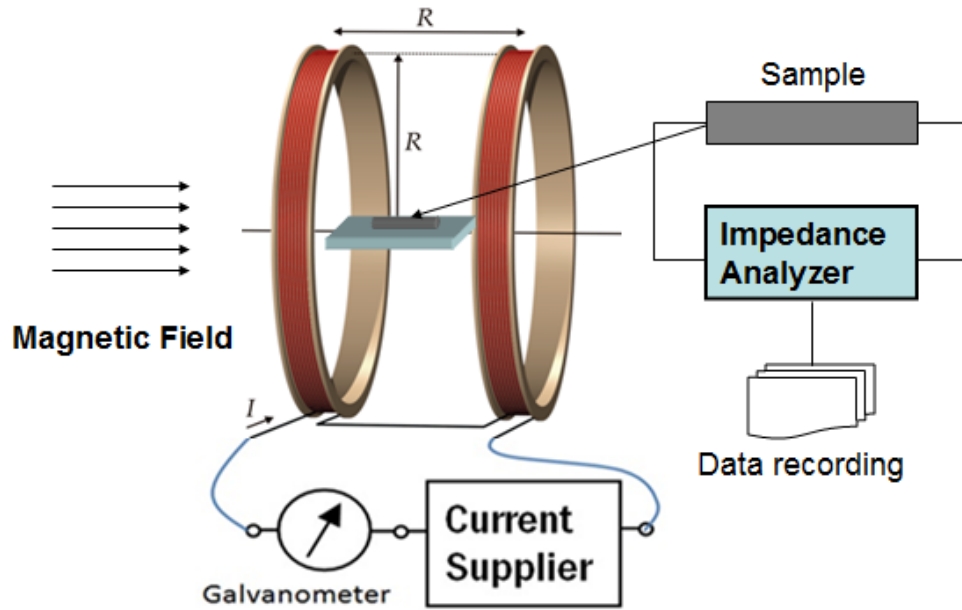 R
Sample
R
Impedance
Analyzer
Magnetic Field
I
Data recording
Current
Supplier
Galvanometer